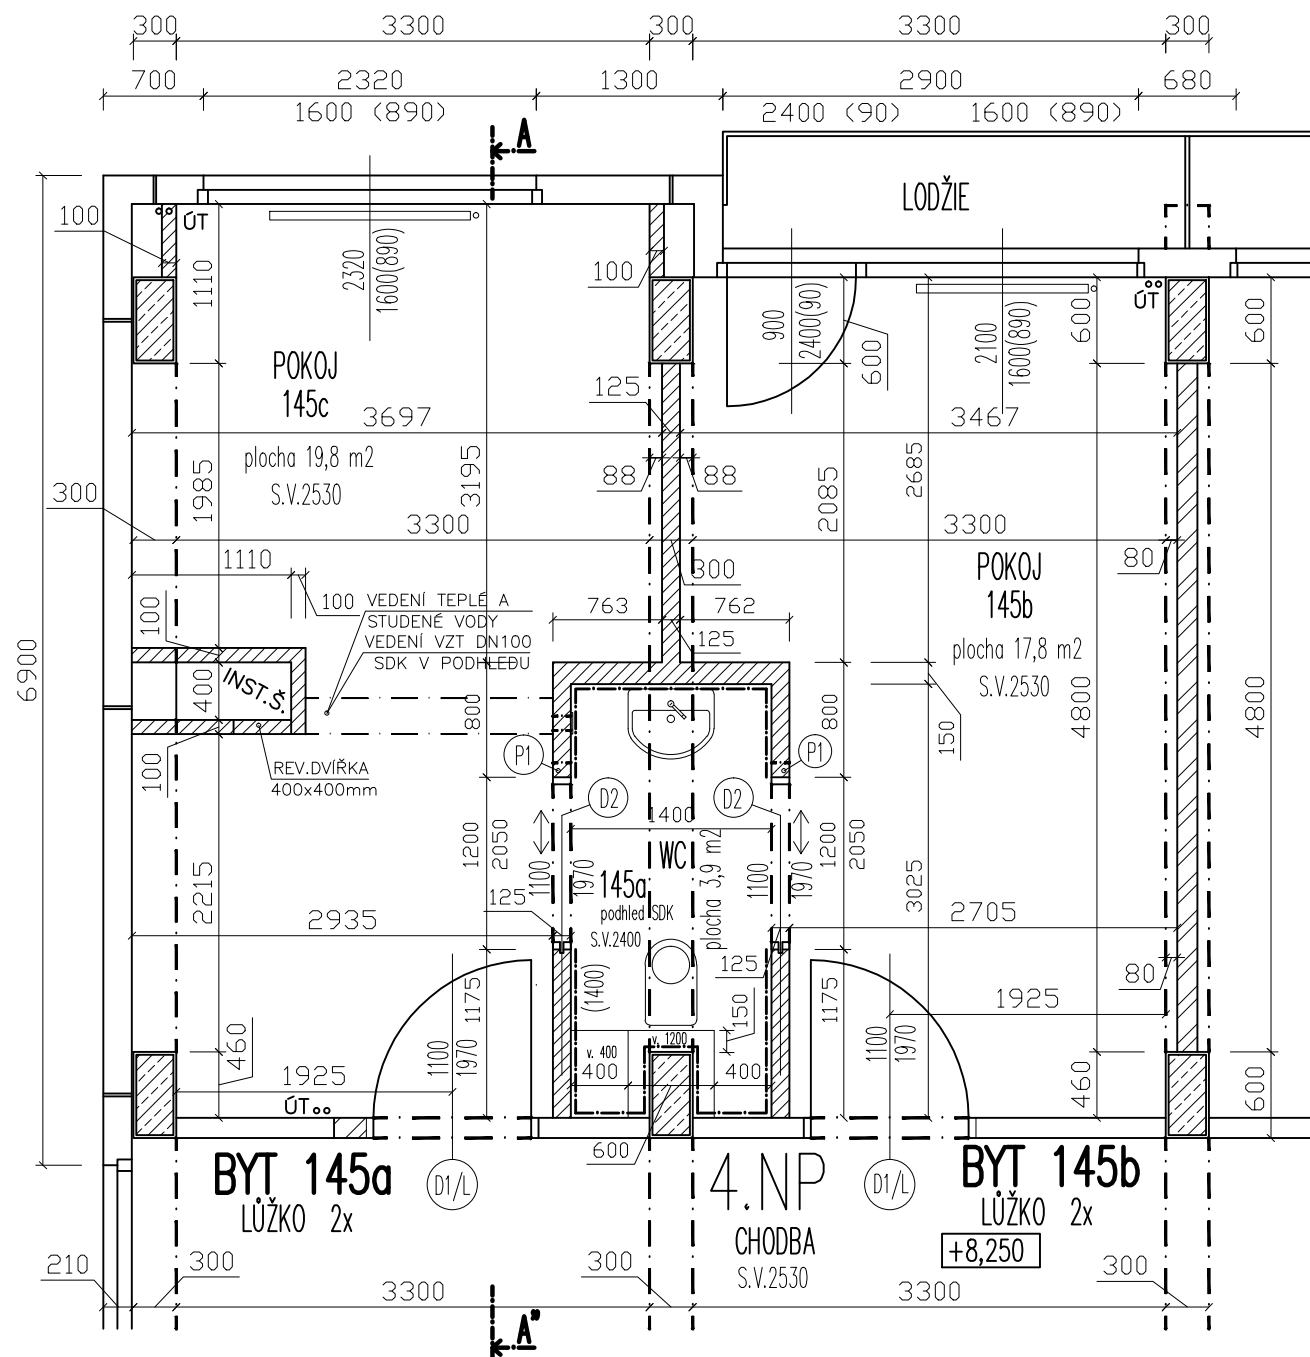 300 3300 300 3300 300
700 2320 1300 2900 680
1600 (890) 2400 (90) 1600 (890)
A
LODŽIE
100 ÚT
1110
2320
1600(890)
100
900
2400(90)
600
2100
1600(890)
ÚT
600
600
POKOJ
145c
125
3697 3467
plocha 19,8 m2
S.V.2530
1985
3195
88 88
2085
2685
300
3300 3300
1110
300
80
POKOJ
145b
plocha 17,8 m2
S.V.2530
100 VEDENÍ TEPLÉ A
STUDENÉ VODY
VEDENÍ VZT DN100
SDK V PODHLEDU
763 762
125
100
400
INST.Š.
100
6900
800
800
150
4800
4800
P1 P1
REV.DVÍŘKA
400x400mm
D2 D2
1400
WC
145a
podhled SDK
S.V.2400
plocha 3,9 m2
1200
2050
1100
1970
1100
1970
1200
2050
2215
3025
125
2935 2705
125
80
(1400)
1175
1175
150
1925
460
1925
1100
1970
1100
1970
v. 400
v. 1200
400 400
460
600
ÚT
600
BYT 145a
LŮŽKO 2x
D1/L
4.NP
CHODBA
S.V.2530
D1/L
BYT 145b
LŮŽKO 2x
+8,250
210 300 300 300
3300 3300
A"